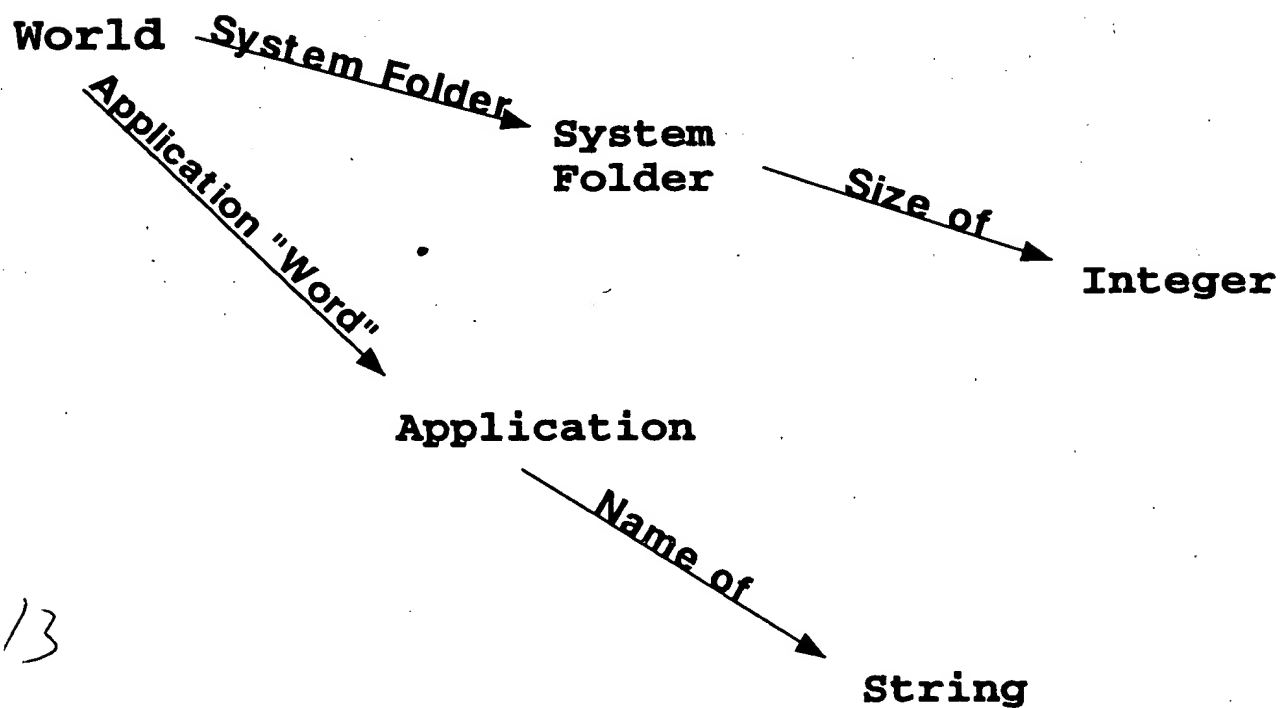 World
System Folder
System
Folder
Application "Word"
Size of
Integer
Application
Name of
13
String